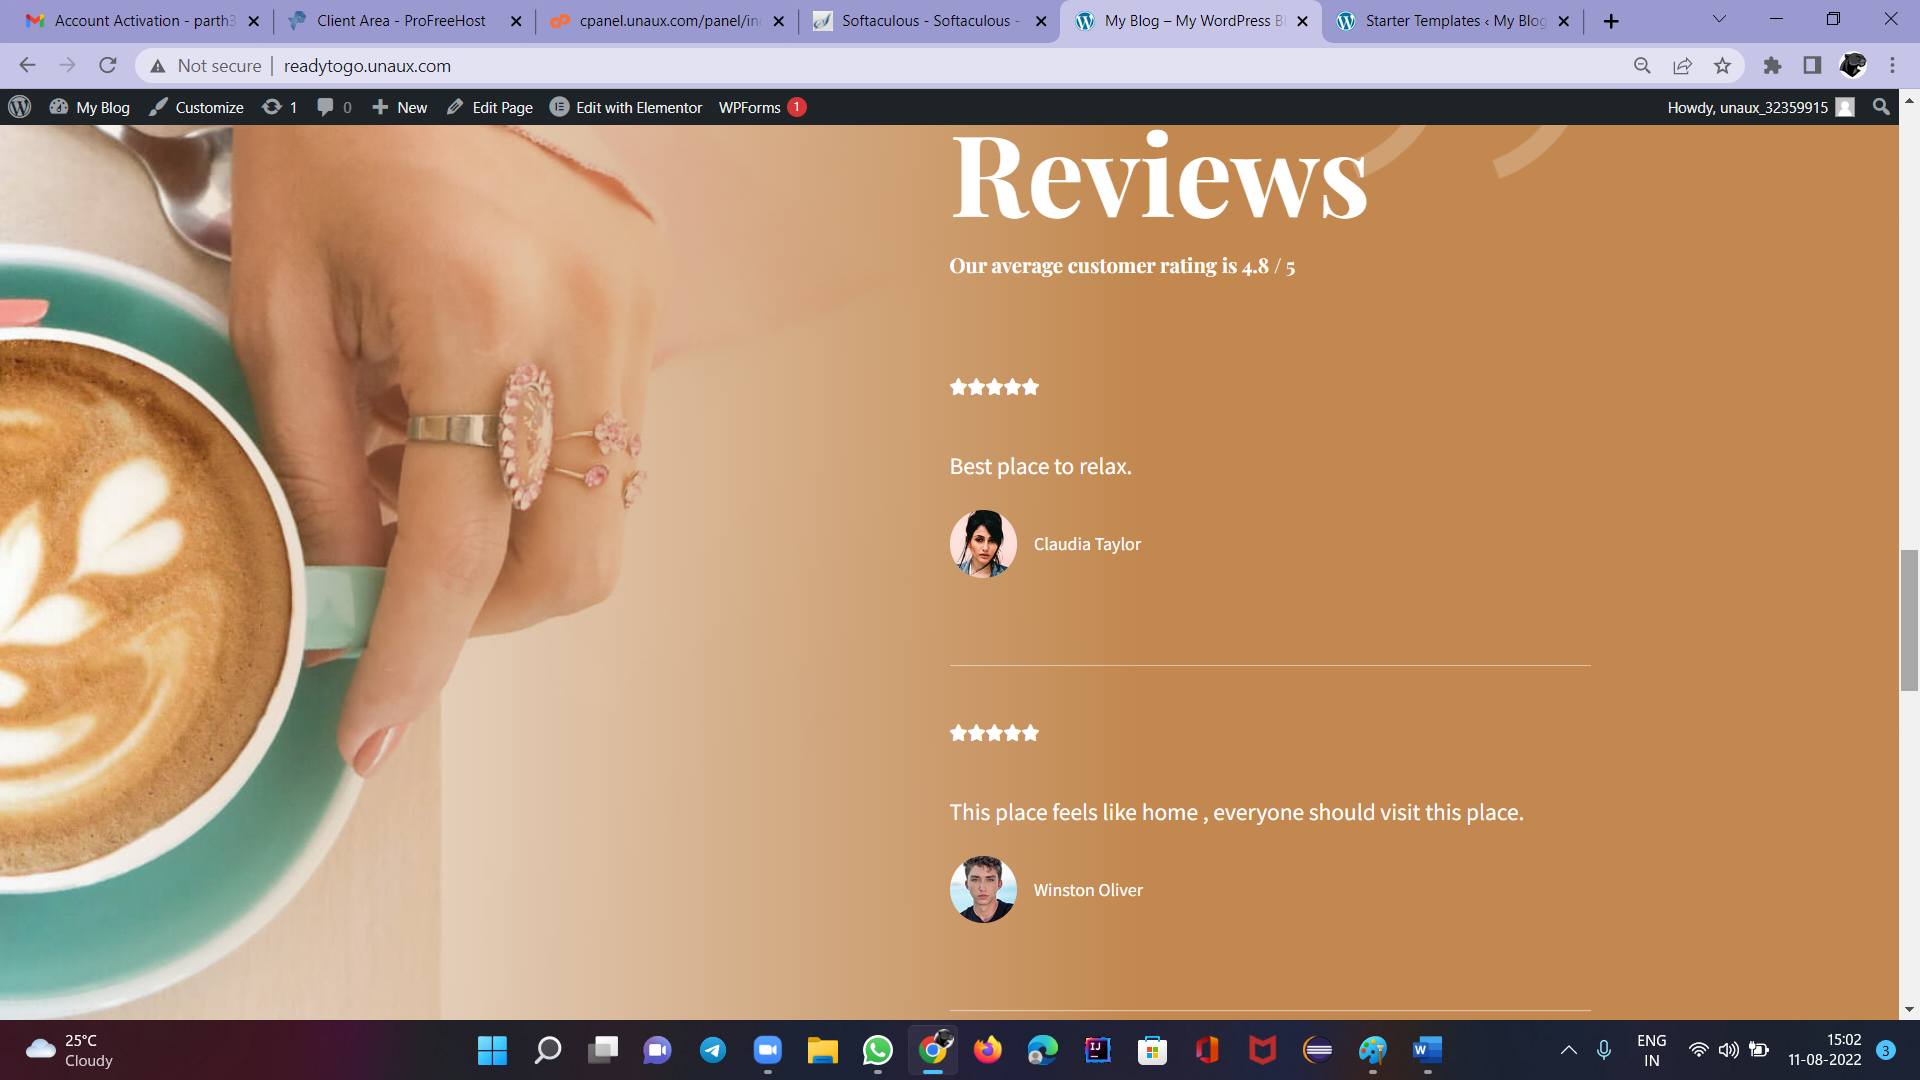 Account Activation - parth3
Client Area - ProFreeHost
cpanel.unaux.com/panel/in
Softaculous - Softaculous -
My Blog – My WordPress Bl
Starter Templates ‹ My Blog
Not secure
readytogo.unaux.com
My Blog
Customize
1
0
New
Edit Page
Edit with Elementor
WPForms 1
Howdy, unaux_32359915
Reviews
Our average customer rating is 4.8 / 5
Best place to relax.
Claudia Taylor
This place feels like home , everyone should visit this place.
Winston Oliver
25°C
Cloudy
ENG
IN
15:02
11-08-2022
3